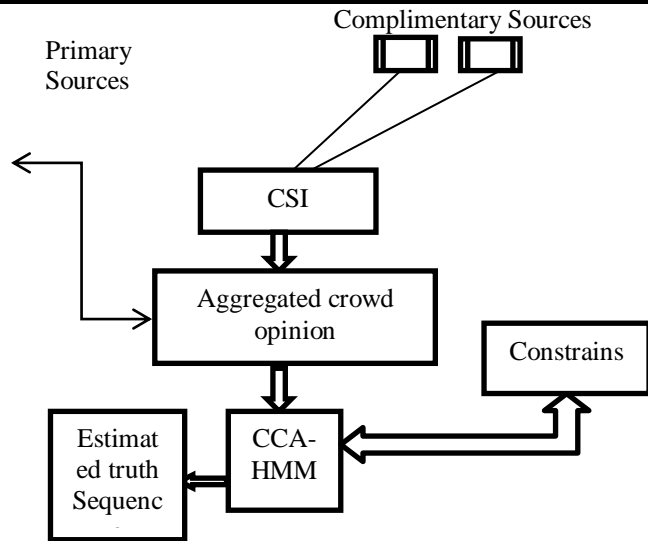 Complimentary Sources
Primary
Sources
CSI
Aggregated crowd
opinion
Constrains
CCA-
HMM
Estimat
ed truth
Sequenc